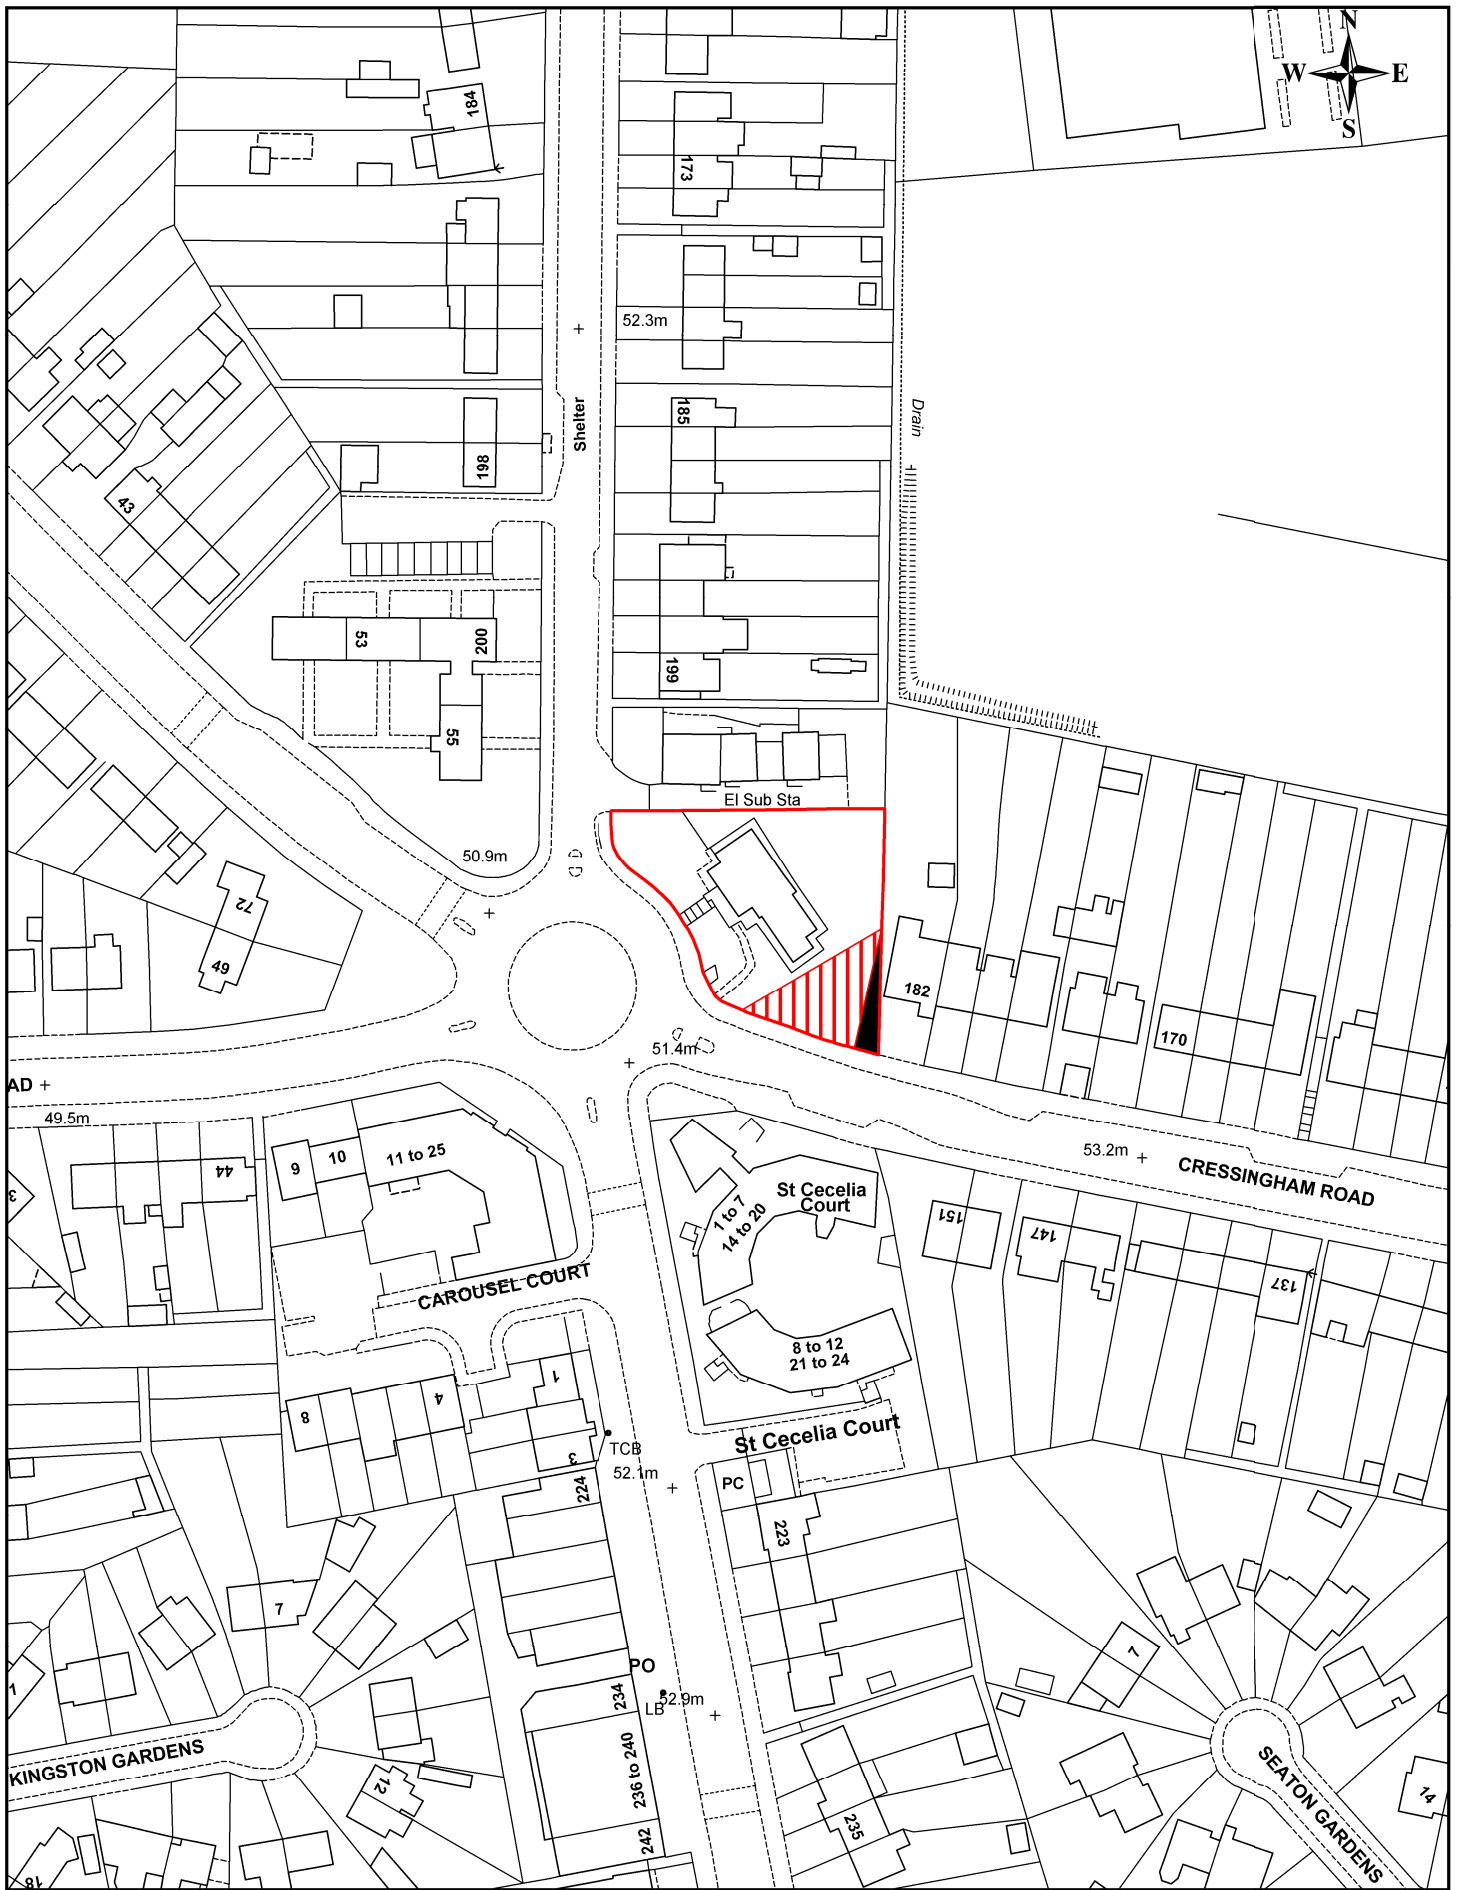 N
W E
S
184
173
52.3m
Shelter
185
Drain
198
43
53
200
199
55
El Sub Sta
50.9m
72
49
182
170
51.4m
AD
49.5m
53.2m
CRESSINGHAM ROAD
44
9
10
11 to 25
3
St Cecelia
Court
1 to 7
14 to 20
151
147
137
CAROUSEL COURT
8 to 12
21 to 24
1
4
8
3
TCB
52.1m
St Cecelia Court
PC
224
223
7
7
PO
234
LB
52.9m
1
KINGSTON GARDENS
236 to 240
12
SEATON GARDENS
14
235
242
18